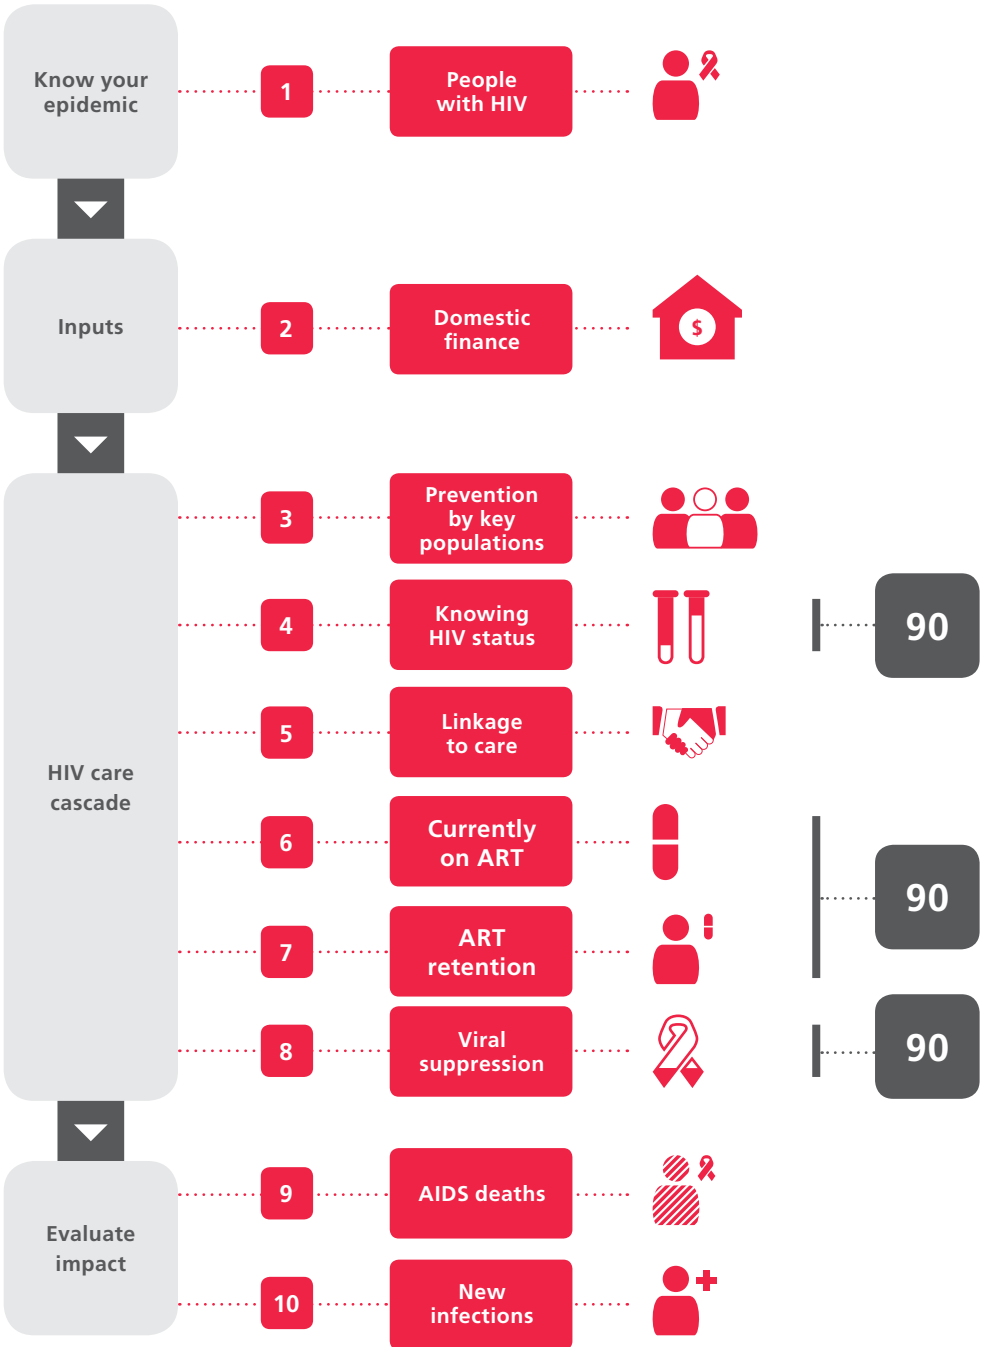 Know your
epidemic
1
People
with HIV
Inputs
2
Domestic
finance
$
HIV care
cascade
3
Prevention
by key
populations
4
Knowing
HIV status
90
5
Linkage
to care
6
Currently
on ART
90
7
ART
retention
8
Viral
suppression
90
Evaluate
impact
9
AIDS deaths
10
New
infections